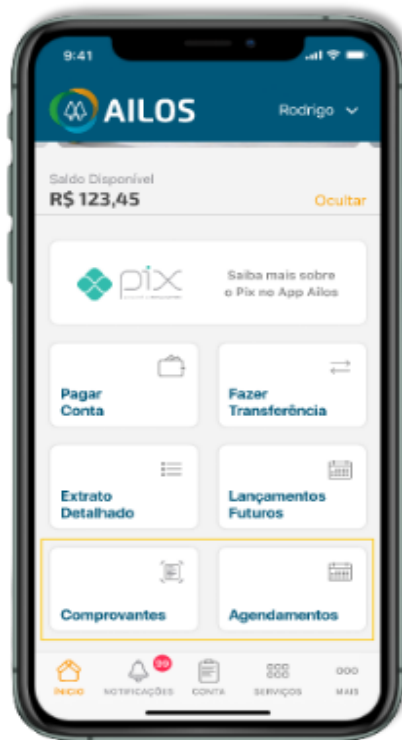 9:41
AILOS
Rodrigo
Saldo Disponível
R$ 123,45
Ocultar
pix
Saiba mais sobre
o Pix no App Ailos
Pagar
Conta
Fazer
Transferência
Extrato
Detalhado
Lançamentos
Futuros
Comprovantes
Agendamentos
99
INÍCIO
NOTIFICAÇÕES
CONTA
SERVIÇOS
MAIS